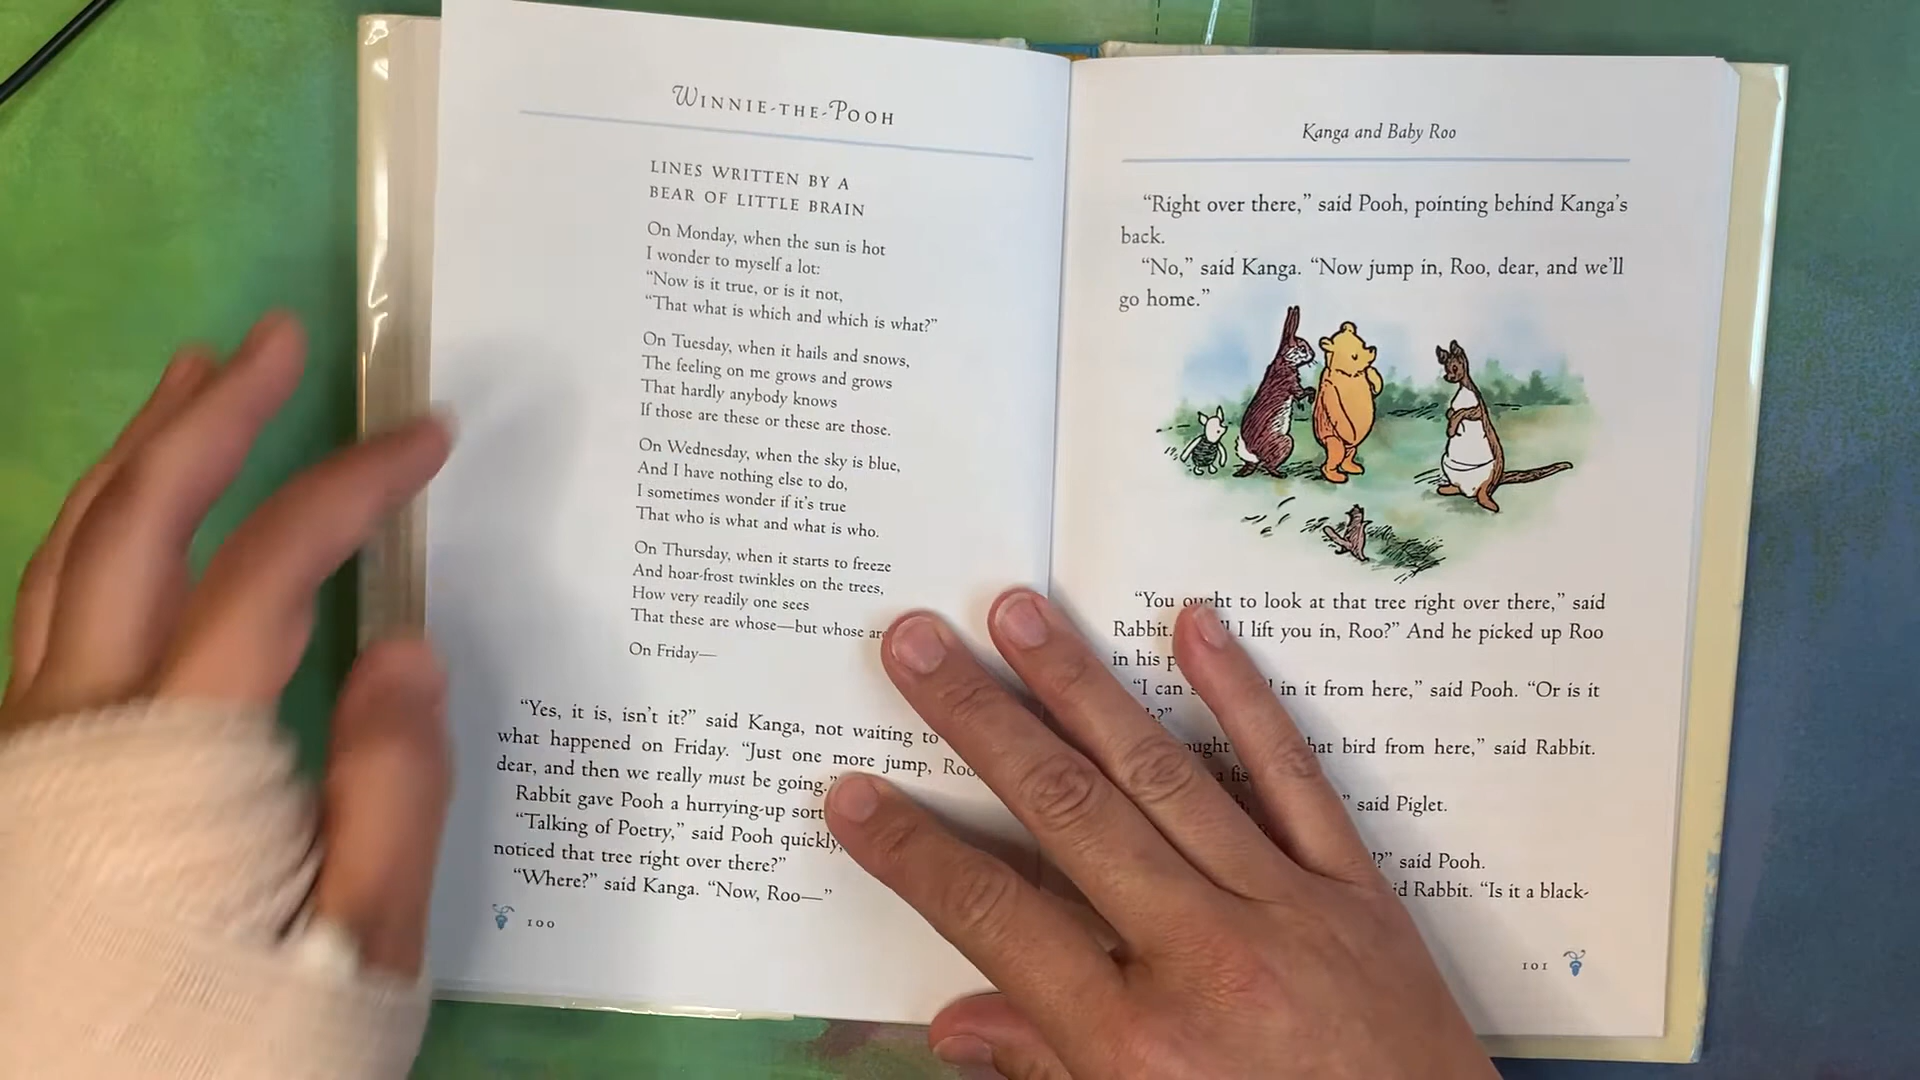 WINNIE-THE-POOH
LINES WRITTEN BY A
BEAR OF LITTLE BRAIN
On Monday, when the sun is hot
I wonder to myself a lot:
“Now is it true, or is it not,
“That what is which and which is what?”
On Tuesday, when it hails and snows,
The feeling on me grows and grows
That hardly anybody knows
If those are these or these are those.
On Wednesday, when the sky is blue,
And I have nothing else to do,
I sometimes wonder if it’s true
That who is what and what is who.
On Thursday, when it starts to freeze
And hoar-frost twinkles on the trees,
How very readily one sees
That these are whose—but whose
On Friday—
“Yes, it is, isn’t it?” said Kanga, not waiting to
what happened on Friday. “Just one more jump, Roo,
dear, and then we really must be going.”
Rabbit gave Pooh a hurrying-up sort
“Talking of Poetry,” said Pooh quickly,
noticed that tree right over there?”
“Where?” said Kanga. “Now, Roo—”
100
Kanga and Baby Roo
“Right over there,” said Pooh, pointing behind Kanga’s
back.
“No,” said Kanga. “Now jump in, Roo, dear, and we’ll
go home.”
“You ought to look at that tree right over there,” said
Rabbit. I lift you in, Roo?” And he picked up Roo
in his
“I can in it from here,” said Pooh. “Or is it
bird from here,” said Rabbit.
a
said Piglet.
said Pooh.
said Rabbit. “Is it a black-
101